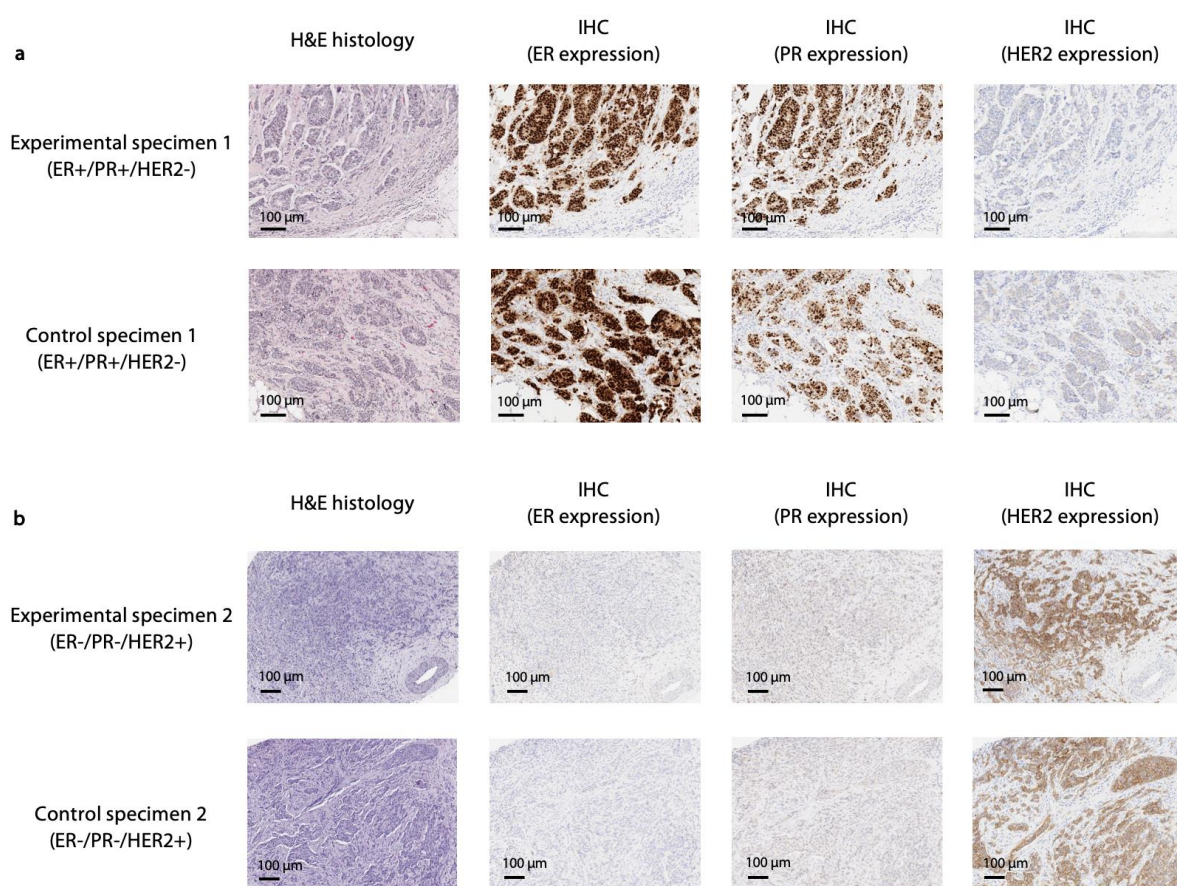 a
H&E histology
IHC
(ER expression)
IHC
(PR expression)
IHC
(HER2 expression)
Experimental specimen 1
(ER+/PR+/HER2-)
100 µm
100 µm
100 µm
100 µm
Control specimen 1
(ER+/PR+/HER2-)
100 µm
100 µm
100 µm
100 µm
b
H&E histology
IHC
(ER expression)
IHC
(PR expression)
IHC
(HER2 expression)
Experimental specimen 2
(ER-/PR-/HER2+)
100 µm
100 µm
100 µm
100 µm
Control specimen 2
(ER-/PR-/HER2+)
100 µm
100 µm
100 µm
100 µm